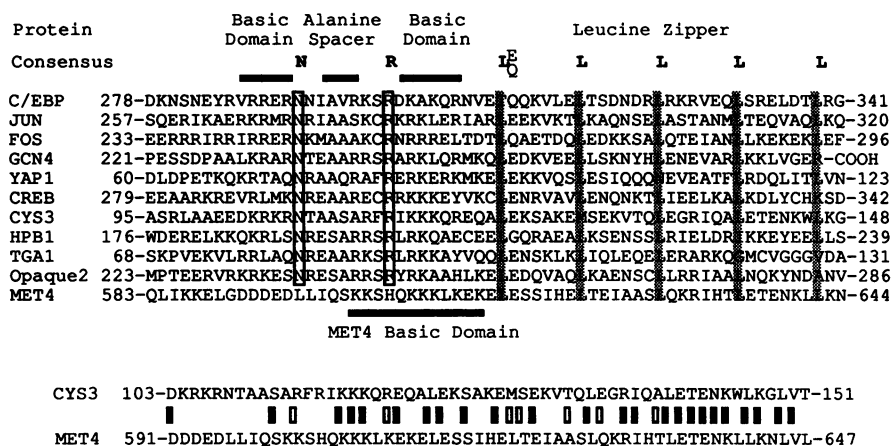 Protein Basic Domain Alanine Spacer Basic Domain Leucine Zipper
Consensus N R L E Q L L L L
C/EBP 278-DKNSNEYRVRRERNNIAVRKSRDKAKQRNVETQQKVLELTSDNDRLRKRVEQLSRELDTLRG-341
JUN 257-SQERIKAERKRMRNRIAASKCRKRKLERIARLEEKVKTLKAQNSELASTANMLTEQVAQLKQ-320
FOS 233-EERRRIRRIRRERNKMAAAKCRNRRRELTDTLQAETDQLEDKKSALQTEIANLLKEKEKLEF-296
GCN4 221-PESSDPAALKRARNTEAARRSRARKLQRMKQLEDKVEELLSKNYHLENEVARLKKLVGER-COOH
YAP1 60-DLDPETKQKRTAQNRAAQRAFRERKERKMKELEKKVQSLESIQQQNEVEATFLRDQLITLVN-123
CREB 279-EEAARKREVRLMKNREAARECRRKKKEYVKCLENRVAVLENQNKTLIEELKALKDLYCHKSD-342
CYS3 95-ASRLAAEEDKRKRNTAASARFRIKKKQREQALEKSAKEMSEKVTQLEGRIQALETENKWLKG-148
HPB1 176-WDERELKKQKRLSNRESARRSRLRKQAECEELGQRAEALKSENSSLRIELDRIKKEYEELLS-239
TGA1 68-SKPVEKVLRRLAQNREAARKSRLRKKAYVQQLENSKLKLIQLEQELERARKQGMCVGGGVDA-131
Opaque2 223-MPTEERVRKRKESNRESARRSRYRKAAHLKELEDQVAQLKAENSCLLRRIAALNQKYNDANV-286
MET4 583-QLIKKELGDDDEDLLIQSKKSHQKKKLKEKELESSIHELTEIAASLQKRIHTLETENKLLKN-644
MET4 Basic Domain
CYS3 103-DKRKRNTAASARFRIKKKQREQALEKSAKEMSEKVTQLEGRIQALETENKWLKGLVT-151
MET4 591-DDDEDLLIQSKKSHQKKKLKEKELESSIHELTEIAASLQKRIHTLETENKLLKNLVL-647